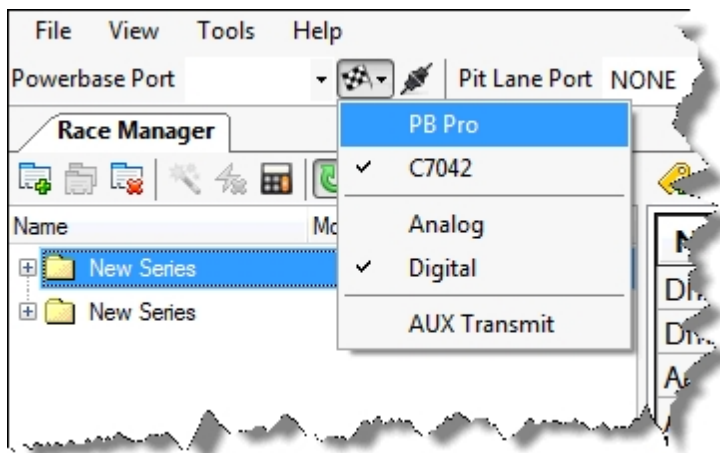 File View Tools Help
Powerbase Port Pit Lane Port NONE
Race Manager
PB Pro
C7042
Name
Analog
New Series
Digital
New Series
AUX Transmit